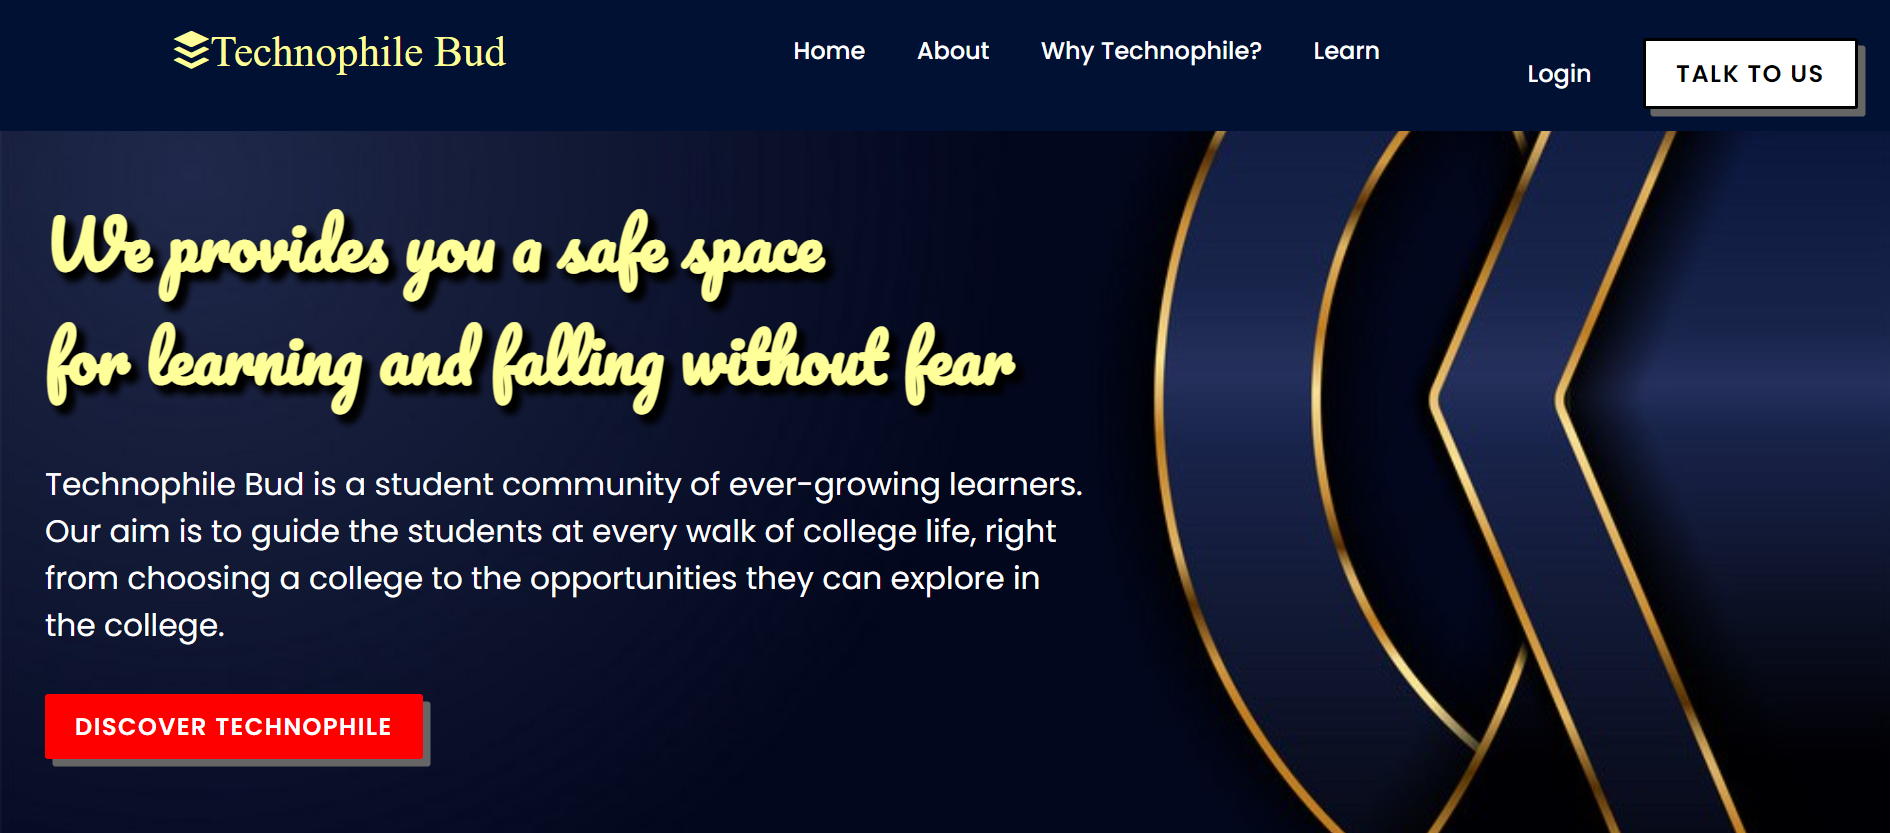 Technophile Bud
Home About Why Technophile? Learn
Login TALK TO US
We provides you a safe space
for learning and falling without fear
Technophile Bud is a student community of ever-growing learners.
Our aim is to guide the students at every walk of college life, right
from choosing a college to the opportunities they can explore in
the college.
DISCOVER TECHNOPHILE